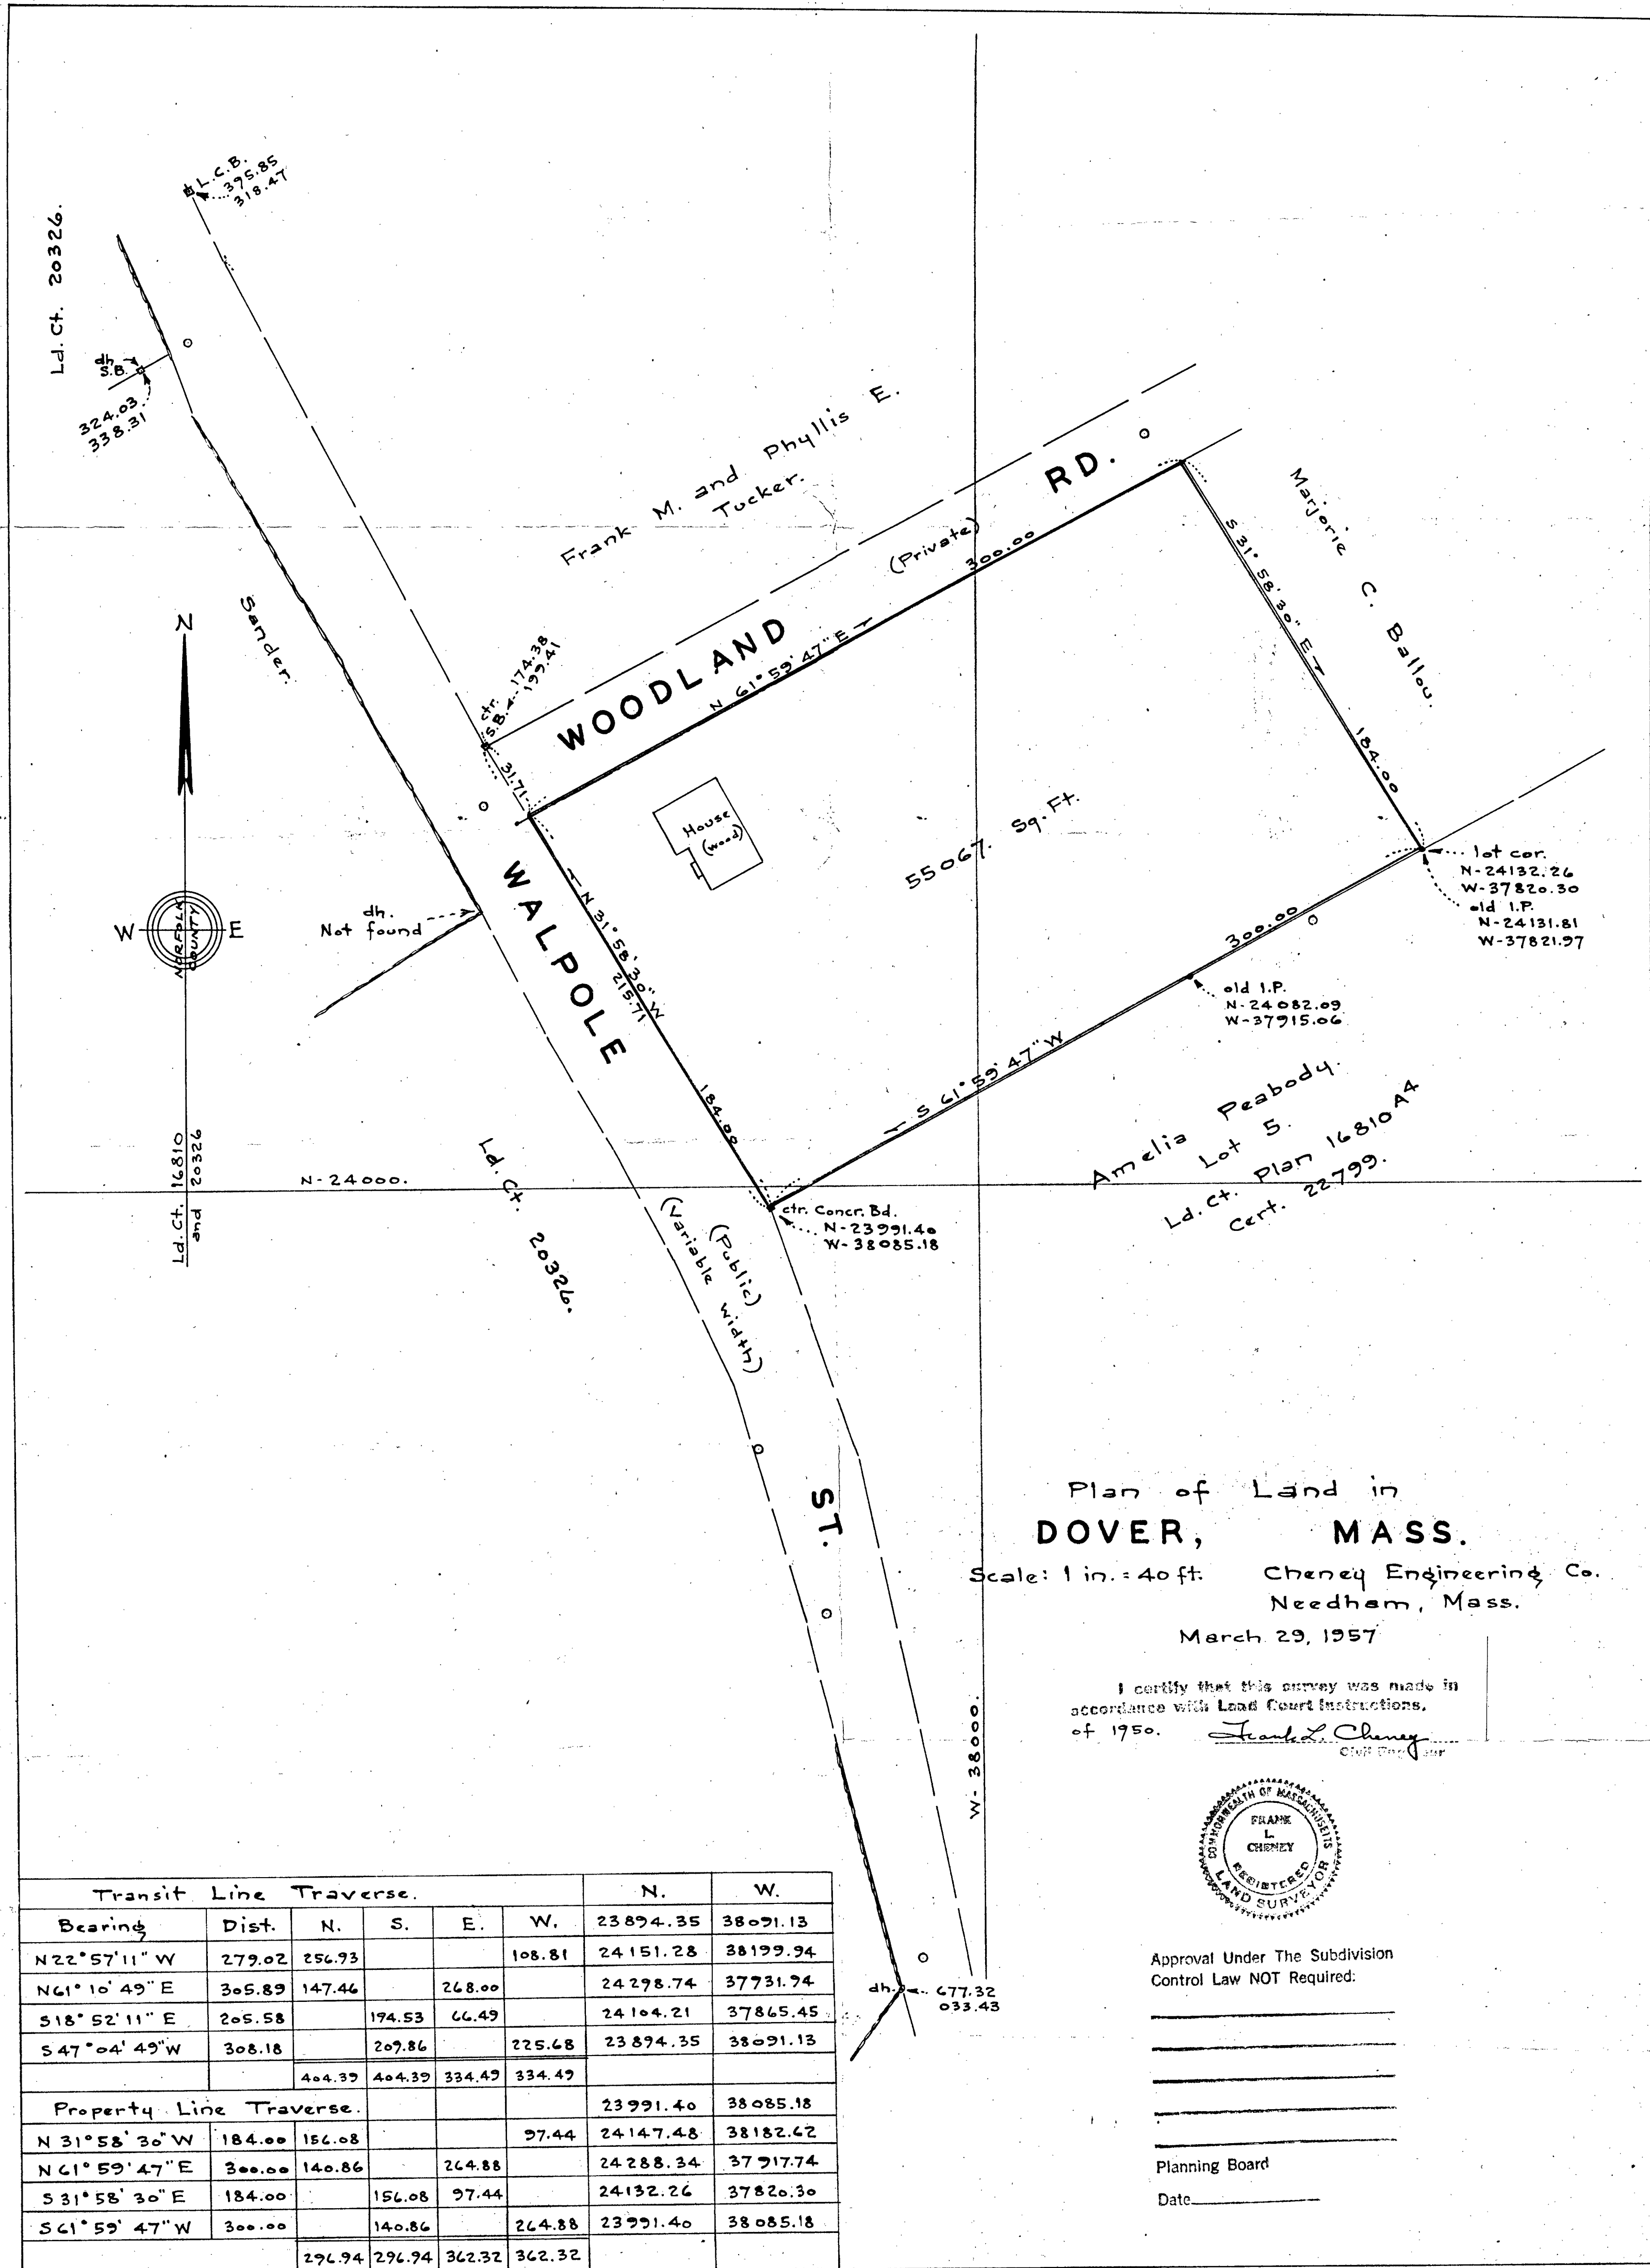 L.C.B.
395.85
318.47
Ld. Ct. 20326.
dh
S.B.
324.03
338.31
Frank M. and Phyllis E.
Tucker.
WOODLAND RD.
(Private)
300.00
N 61° 59' 47" E
Marjorie C. Ballou.
S 31° 58' 30" E
184.00
Sander.
N
ctr.
S.B. 174.38
199.41
31.71
House
(wood)
55067. Sq. Ft.
lot cor.
N-24132.26
W-37820.30
old I.P.
N-24131.81
W-37821.97
W E
NORFOLK
COUNTY
dh.
Not found
WALPOLE
N 31° 58' 30" W
215.71
184.00
300.00
old I.P.
N-24082.09
W-37915.06
S 61° 59' 47" W
Amelia Peabody.
Lot 5.
Ld. Ct. Plan 16810 A4
Cert. 22799.
Ld. Ct. 16810
and 20326
N-24000.
Ld. Ct. 20326.
ctr. Concr. Bd.
N-23991.40
W-38085.18
(Public)
(Variable width)
ST.
W-38000.
Plan of Land in
DOVER, MASS.
Scale: 1 in. = 40 ft. Cheney Engineering Co.
Needham, Mass.
March 29, 1957
I certify that this survey was made in
accordance with Land Court Instructions,
of 1950. Frank L. Cheney
Civil Engineer
COMMONWEALTH OF MASSACHUSETTS
FRANK
L.
CHENEY
REGISTERED
LAND SURVEYOR
dh. 677.32
033.43
Approval Under The Subdivision
Control Law NOT Required:
Planning Board
Date
Transit Line Traverse. N. W.
Bearing Dist. N. S. E. W. 23894.35 38091.13
N 22° 57' 11" W 279.02 256.93 108.81 24151.28 38199.94
N 61° 10' 49" E 305.89 147.46 268.00 24298.74 37931.94
S 18° 52' 11" E 205.58 194.53 66.49 24104.21 37865.45
S 47° 04' 49" W 308.18 209.86 225.68 23894.35 38091.13
404.39 404.39 334.49 334.49
Property Line Traverse. 23991.40 38085.18
N 31° 58' 30" W 184.00 156.08 97.44 24147.48 38182.62
N 61° 59' 47" E 300.00 140.86 264.88 24288.34 37917.74
S 31° 58' 30" E 184.00 156.08 97.44 24132.26 37820.30
S 61° 59' 47" W 300.00 140.86 264.88 23991.40 38085.18
296.94 296.94 362.32 362.32